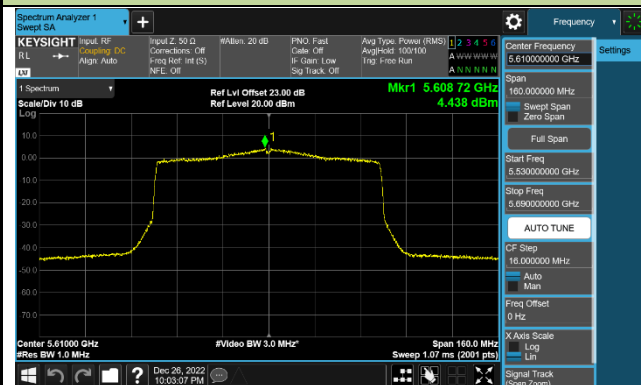 Spectrum Analyzer 1
Swept SA
+
Frequency
KEYSIGHT
Input: RF
Input Z: 50 Ω
#Atten: 20 dB
PNO: Fast
Avg Type: Power (RMS)
1 2 3 4 5 6
RL
Coupling: DC
Corrections: Off
Gate: Off
Avg|Hold: 100/100
A W W W W W
Align: Auto
Freq Ref: Int (S)
IF Gain: Low
Trig: Free Run
NFE: Off
Sig Track: Off
A N N N N N
LXI
1 Spectrum
Scale/Div 10 dB
Ref Lvl Offset 23.00 dB
Ref Level 20.00 dBm
Mkr1 5.608 72 GHz
4.438 dBm
Log
1
10.0
0.00
-10.0
-20.0
-30.0
-40.0
-50.0
-60.0
-70.0
Center 5.61000 GHz
#Video BW 3.0 MHz*
Span 160.0 MHz
#Res BW 1.0 MHz
Sweep 1.07 ms (2001 pts)
Center Frequency
5.610000000 GHz
Settings
Span
160.000000 MHz
Swept Span
Zero Span
Full Span
Start Freq
5.530000000 GHz
Stop Freq
5.690000000 GHz
AUTO TUNE
CF Step
16.000000 MHz
Auto
Man
Freq Offset
0 Hz
X Axis Scale
Log
Lin
Signal Track
(Span Zoom)
?
Dec 26, 2022
10:03:07 PM